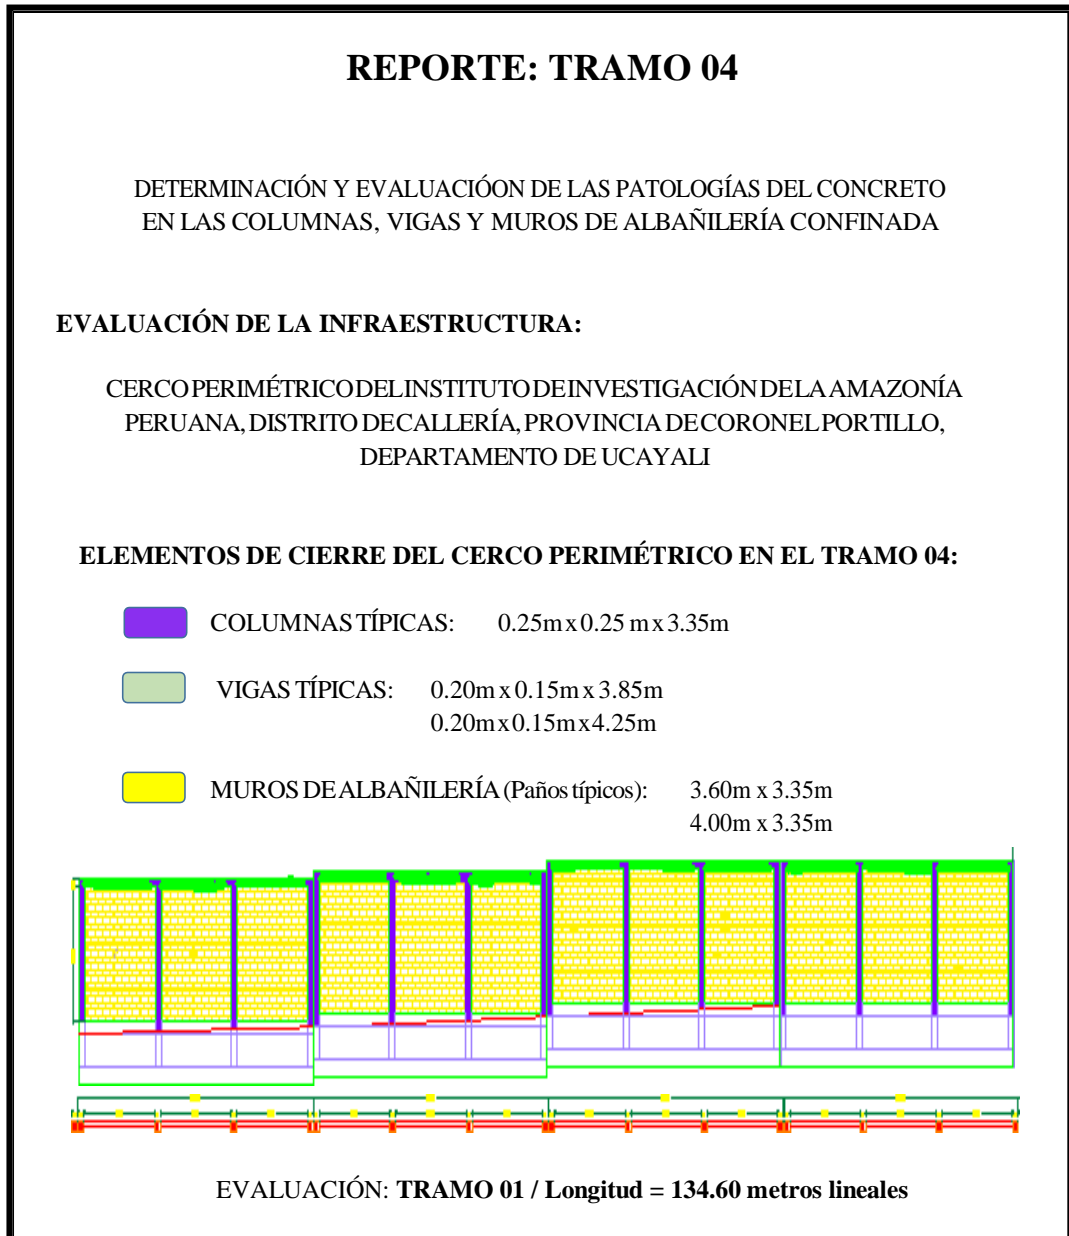 REPORTE: TRAMO 04
DETERMINACIÓN Y EVALUACIÓON DE LAS PATOLOGÍAS DEL CONCRETO
EN LAS COLUMNAS, VIGAS Y MUROS DE ALBAÑILERÍA CONFINADA
EVALUACIÓN DE LA INFRAESTRUCTURA:
CERCO PERIMÉTRICO DEL INSTITUTO DE INVESTIGACIÓN DE LA AMAZONÍA
PERUANA, DISTRITO DE CALLERÍA, PROVINCIA DE CORONEL PORTILLO,
DEPARTAMENTO DE UCAYALI
ELEMENTOS DE CIERRE DEL CERCO PERIMÉTRICO EN EL TRAMO 04:
COLUMNAS TÍPICAS: 0.25m x 0.25 m x 3.35m
VIGAS TÍPICAS: 0.20m x 0.15m x 3.85m
0.20m x 0.15m x 4.25m
MUROS DE ALBAÑILERÍA (Paños típicos): 3.60m x 3.35m
4.00m x 3.35m
EVALUACIÓN: TRAMO 01 / Longitud = 134.60 metros lineales